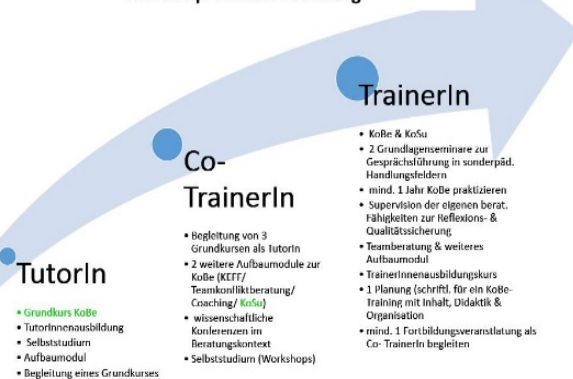 TutorIn
▪ Grundkurs KoBe
▪ TutorInnenausbildung
▪ Selbststudium
▪ Aufbaumodul
▪ Begleitung eines Grundkurses
Co-
TrainerIn
▪ Begleitung von 3
Grundkursen als TutorIn
▪ 2 weitere Aufbaumodule zur
KoBe (KEFF/
Teamkonfliktberatung/
Coaching/ KoSu)
▪ wissenschaftliche
Konferenzen im
Beratungskontext
▪ Selbststudium (Workshops)
TrainerIn
▪ KoBe & KoSu
▪ 2 Grundlagenseminare zur
Gesprächsführung in sonderpäd.
Handlungsfeldern
▪ mind. 1 Jahr KoBe praktizieren
▪ Supervision der eigenen berat.
Fähigkeiten zur Reflexions- &
Qualitätssicherung
▪ Teamberatung & weiteres
Aufbaumodul
▪ TrainerInnenausbildungskurs
▪ 1 Planung (schriftl. für ein KoBe-
Training mit Inhalt, Didaktik &
Organisation
▪ mind. 1 Fortbildungsveranstlatung als
Co- TrainerIn begleiten